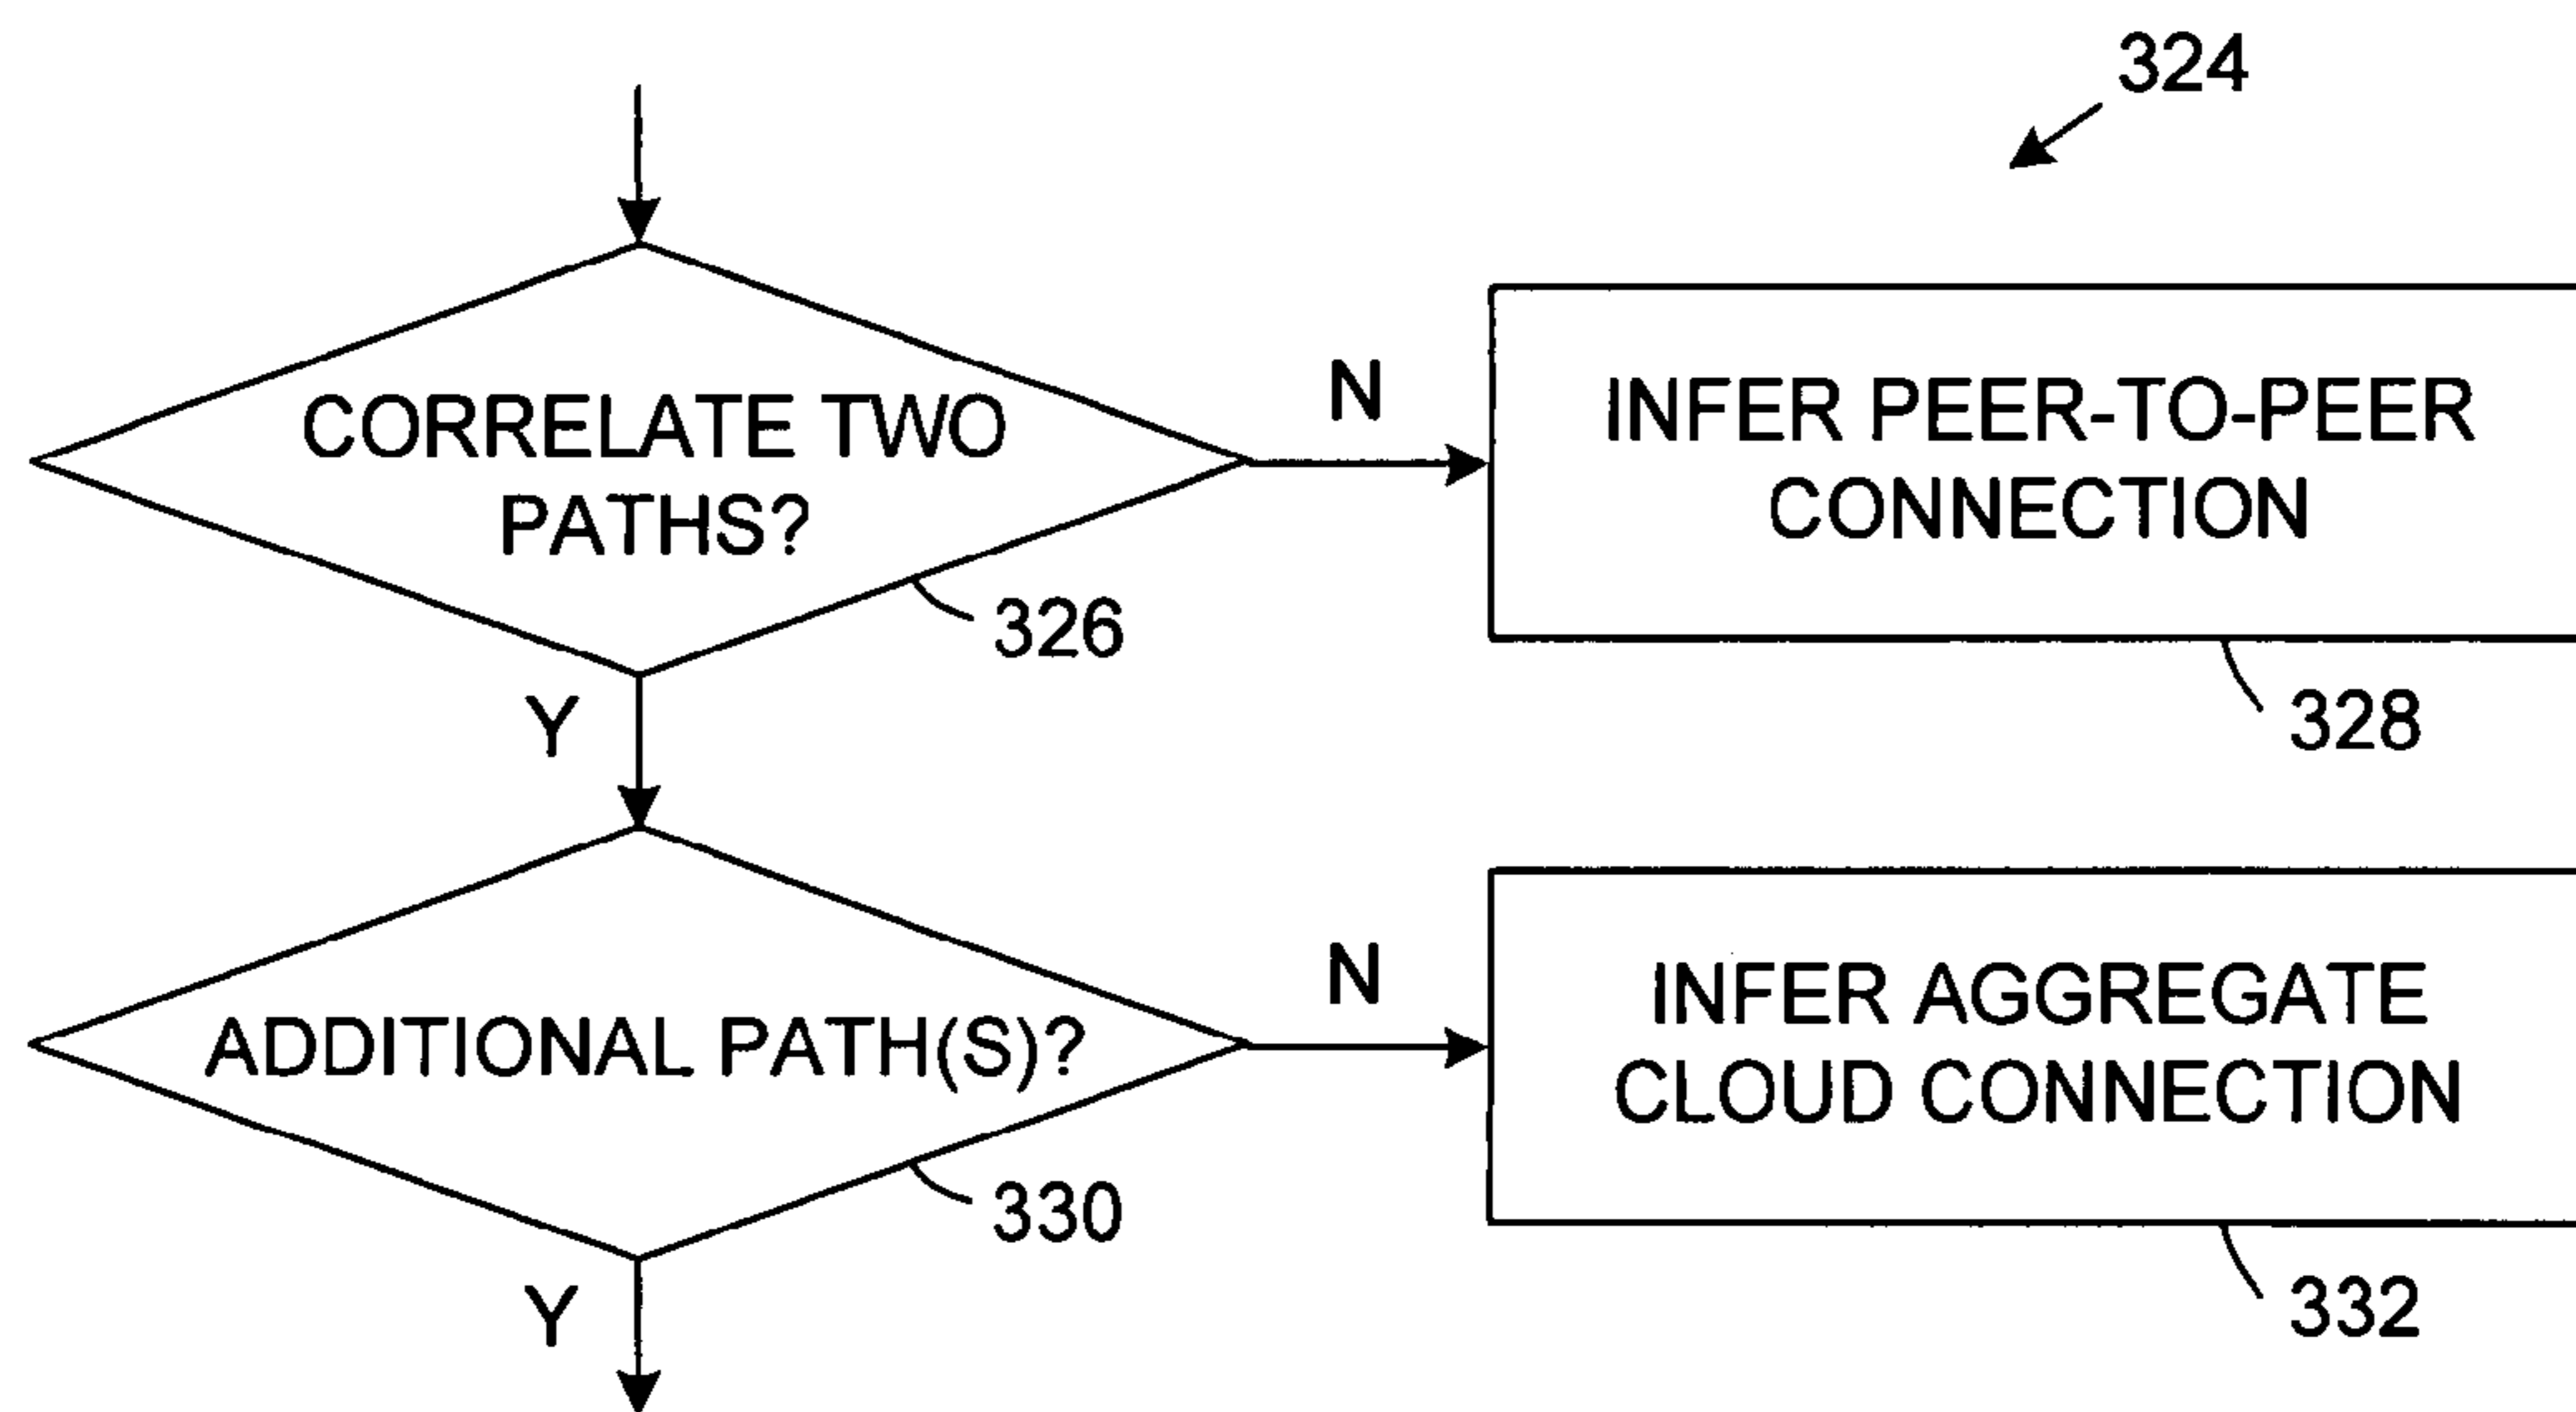 324
CORRELATE TWO
PATHS?
N
INFER PEER-TO-PEER
CONNECTION
326
328
Y
ADDITIONAL PATH(S)?
N
INFER AGGREGATE
CLOUD CONNECTION
330
332
Y